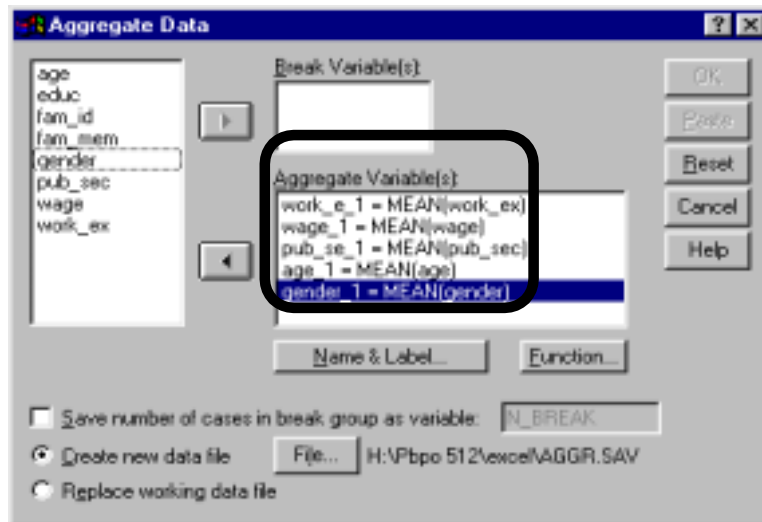 Aggregate Data
age
educ
fam_id
fam_mem
gender
pub_sec
wage
work_ex
Break Variable(s):
Aggregate Variable(s):
work_e_1 = MEAN(work_ex)
wage_1 = MEAN(wage)
pub_se_1 = MEAN(pub_sec)
age_1 = MEAN(age)
gender_1 = MEAN(gender)
OK
Paste
Reset
Cancel
Help
Name & Label...
Function...
Save number of cases in break group as variable: N_BREAK
Create new data file File... H:\Pbpo 512\excel\AGGR.SAV
Replace working data file